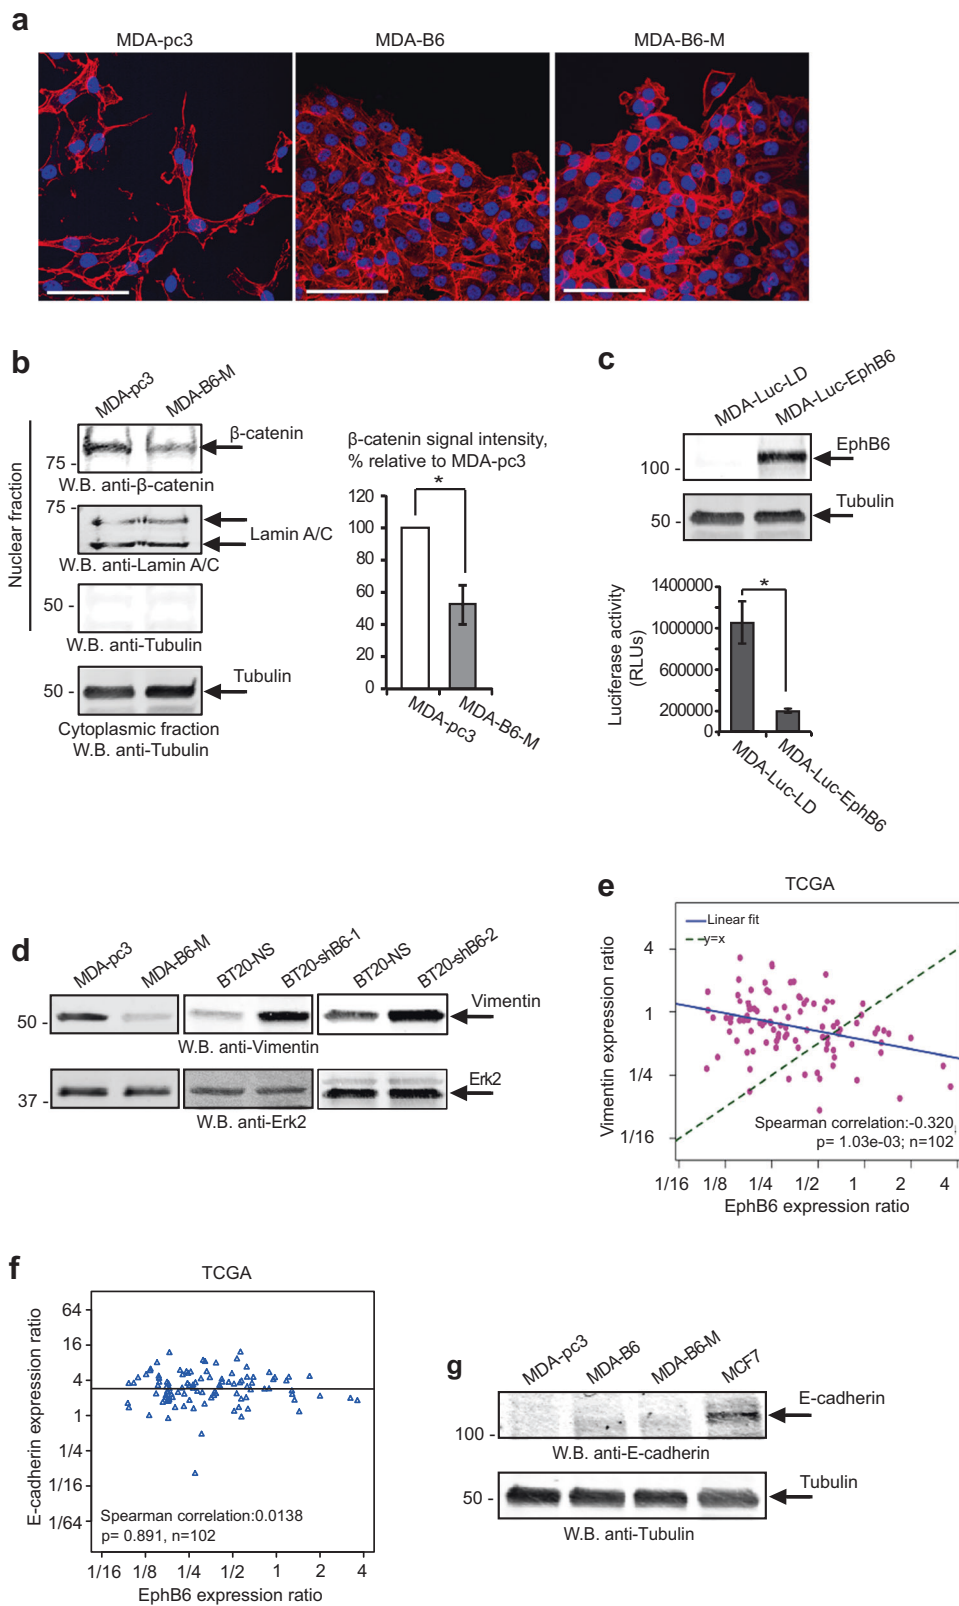 a
MDA-pc3 MDA-B6 MDA-B6-M
b
MDA-pc3 MDA-B6-M
Nuclear fraction
β-catenin
75 -
W.B. anti-β-catenin
75
Lamin A/C
W.B. anti-Lamin A/C
50 -
W.B. anti-Tubulin
50 -
Tubulin
Cytoplasmic fraction
W.B. anti-Tubulin
β-catenin signal intensity,
% relative to MDA-pc3
*
120
100
80
60
40
20
0
MDA-pc3 MDA-B6-M
c
MDA-Luc-LD MDA-Luc-EphB6
EphB6
100 -
Tubulin
50 -
Luciferase activity
(RLUs)
1400000
1000000
600000
200000
0
*
MDA-Luc-LD MDA-Luc-EphB6
d
MDA-pc3 MDA-B6-M BT20-NS BT20-shB6-1 BT20-NS BT20-shB6-2
50 -
Vimentin
W.B. anti-Vimentin
37 -
Erk2
W.B. anti-Erk2
e
TCGA
Linear fit
y=x
Vimentin expression ratio
4
1
1/4
1/16
Spearman correlation:-0.320
p= 1.03e-03; n=102
1/16 1/8 1/4 1/2 1 2 4
EphB6 expression ratio
f
TCGA
E-cadherin expression ratio
64
16
4
1
1/4
1/16
1/64
Spearman correlation:0.0138
p= 0.891, n=102
1/16 1/8 1/4 1/2 1 2 4
EphB6 expression ratio
g
MDA-pc3 MDA-B6 MDA-B6-M MCF7
E-cadherin
100 -
W.B. anti-E-cadherin
50 -
Tubulin
W.B. anti-Tubulin